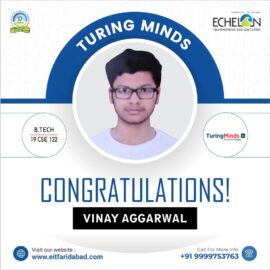 ECHELON
TURING MINDS
B.TECH
19 CSE 122
TuringMinds
CONGRATULATIONS!
VINAY AGGARWAL
Visit our website :
www.eitfaridabad.com
Call For More Info.
+91 9999753763